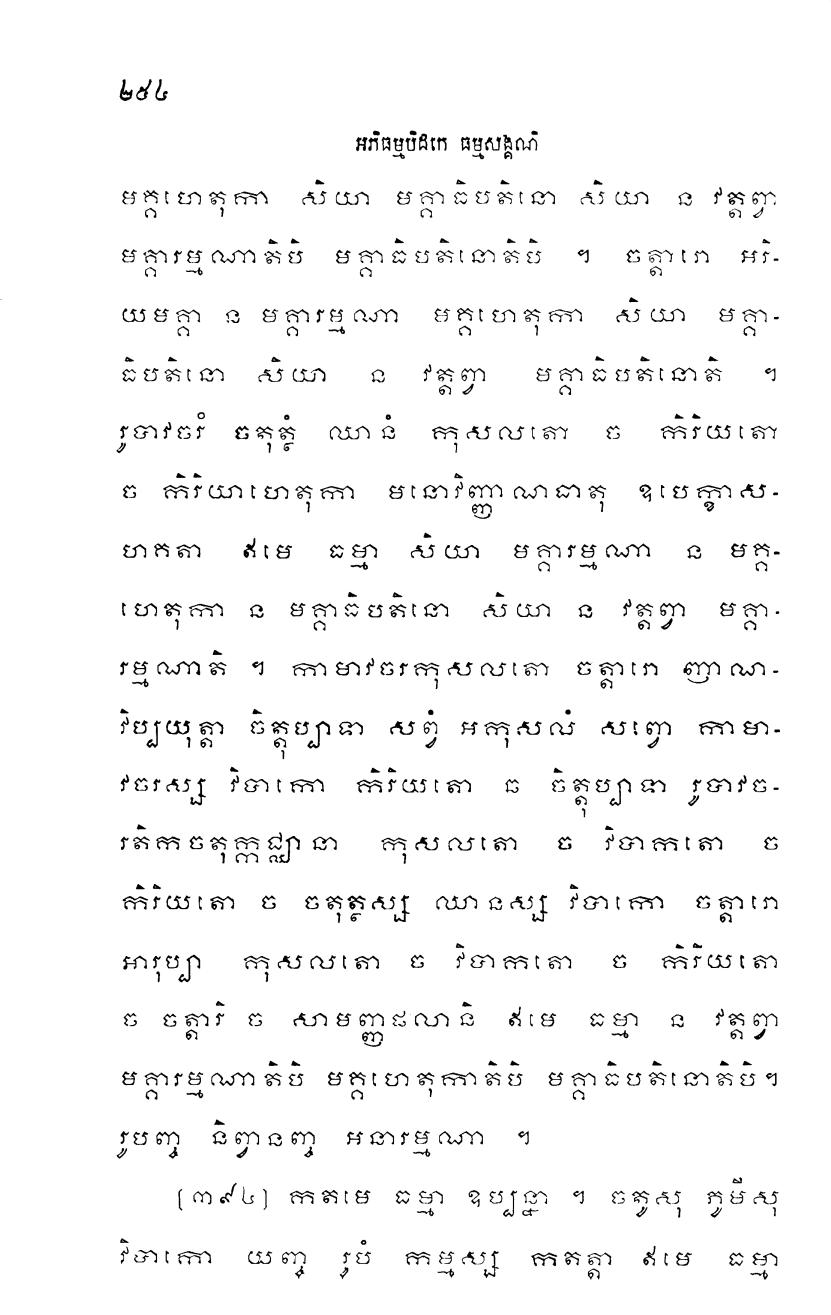 ២៥៤
អភិធម្មបិដកេ ធម្មសង្គណិ
មគ្គហេតុកា សិយា មគ្គាធិបតិនោ សិយា ន វត្តព្វា
មគ្គារម្មណាតិបិ មគ្គាធិបតិនោតិបិ ។ ចត្តារោ អរិ-
យមគ្គា ន មគ្គារម្មណា មគ្គហេតុកា សិយា មគ្គា-
ធិបតិនោ សិយា ន វត្តព្វា មគ្គាធិបតិនោតិ ។
រូបាវចរំ ចតុត្ថំ ឈានំ កុសលតោ ច កិរិយតោ
ច កិរិយាហេតុកា មនោវិញ្ញាណធាតុ ឧបេក្ខាស-
ហគតា ឥមេ ធម្មា សិយា មគ្គារម្មណា ន មគ្គ-
ហេតុកា ន មគ្គាធិបតិនោ សិយា ន វត្តព្វា មគ្គា-
រម្មណាតិ ។ កាមាវចរកុសលតោ ចត្តារោ ញាណ-
វិប្បយុត្តា ចិត្តុប្បាទា សព្វំ អកុសលំ សព្វោ កាមា-
វចរស្ស វិបាកោ កិរិយតោ ឆ ចិត្តុប្បាទា រូបាវច-
រតិកចតុក្កជ្ឈានា កុសលតោ ច វិបាកតោ ច
កិរិយតោ ច ចតុត្ថស្ស ឈានស្ស វិបាកោ ចត្តារោ
អារុប្បា កុសលតោ ច វិបាកតោ ច កិរិយតោ
ច ចត្តារិ ច សាមញ្ញផលានិ ឥមេ ធម្មា ន វត្តព្វា
មគ្គារម្មណាតិបិ មគ្គហេតុកាតិបិ មគ្គាធិបតិនោតិបិ។
រូបញ្ច និព្វានញ្ច អនារម្មណា ។
[៣៩៤] កតមេ ធម្មា ឧប្បន្នា ។ ចតូសុ ភូមីសុ
វិបាកោ យញ្ច រូបំ កម្មស្ស កតត្តា ឥមេ ធម្មា